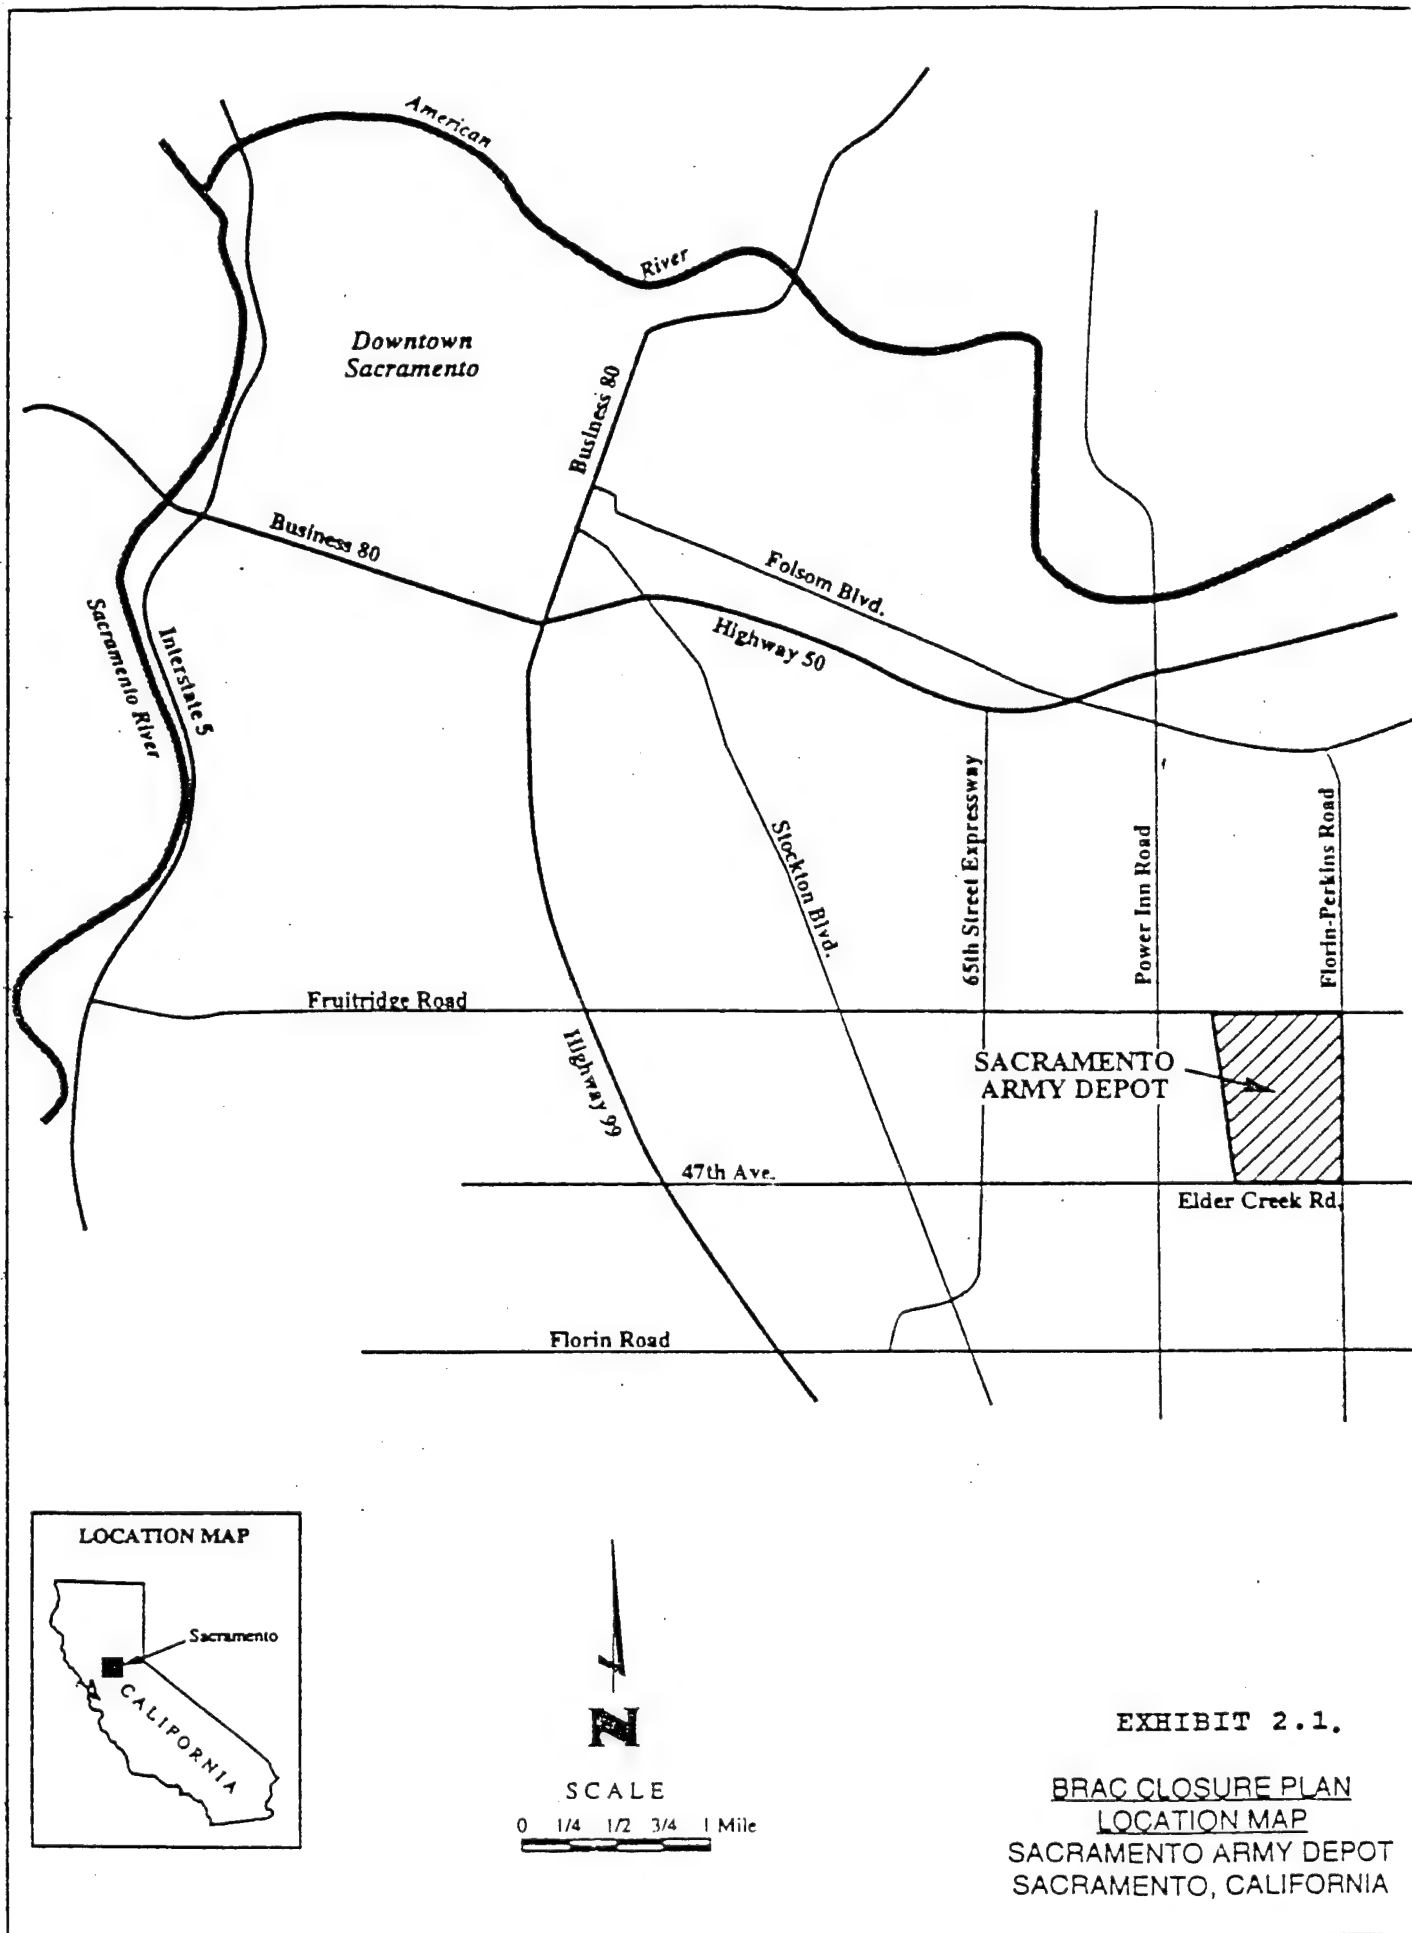 American
River
Downtown
Sacramento
Business 80
Business 80
Folsom Blvd.
Highway 50
Sacramento River
Interstate 5
Stockton Blvd.
65th Street Expressway
Power Inn Road
Florin-Perkins Road
Fruitridge Road
Highway 99
SACRAMENTO
ARMY DEPOT
47th Ave.
Elder Creek Rd.
Florin Road
LOCATION MAP
Sacramento
CALIFORNIA
N
SCALE
0 1/4 1/2 3/4 1 Mile
EXHIBIT 2.1.
BRAC CLOSURE PLAN
LOCATION MAP
SACRAMENTO ARMY DEPOT
SACRAMENTO, CALIFORNIA